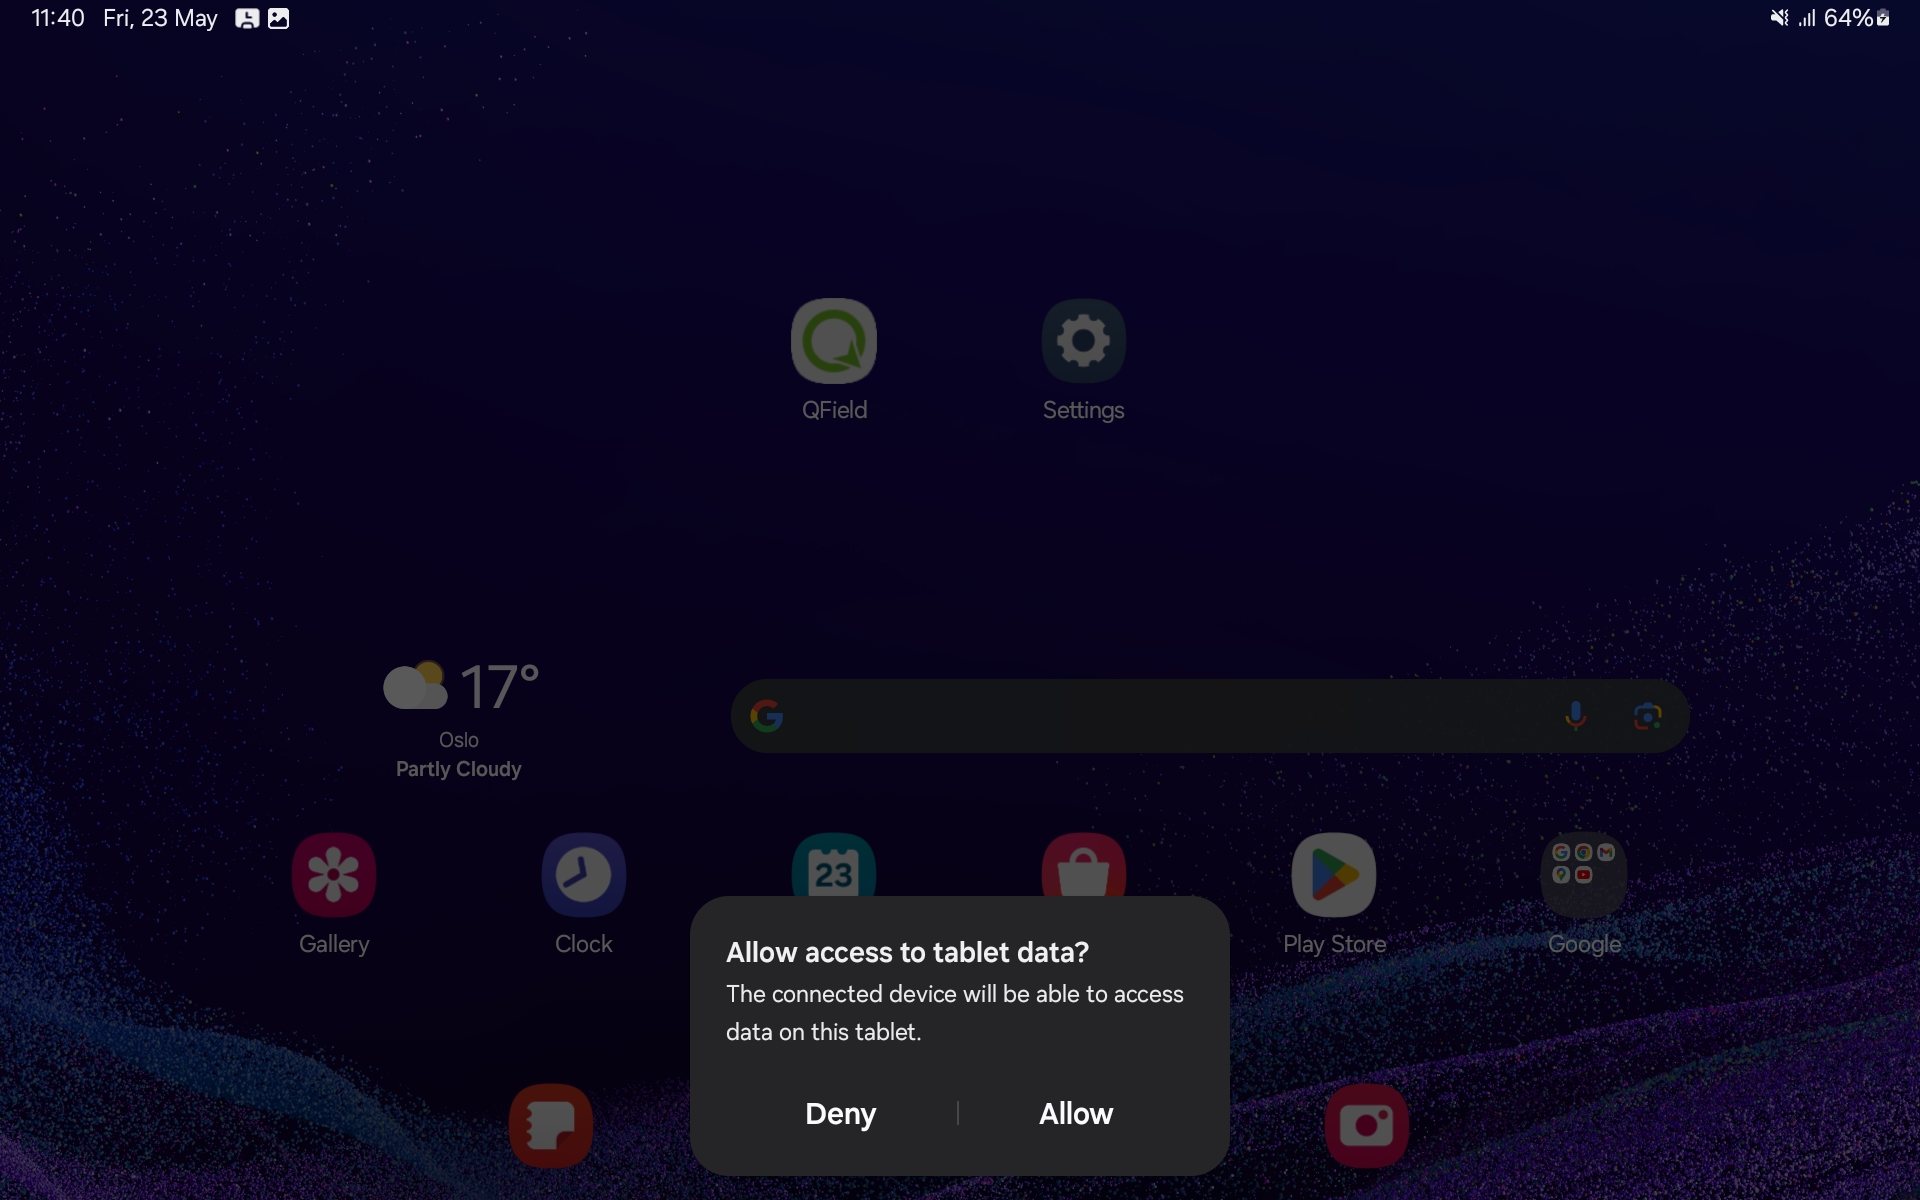 11:40 Fri, 23 May
64%
QField
Settings
17°
Oslo
Partly Cloudy
23
Gallery
Clock
Play Store
Google
Allow access to tablet data?
The connected device will be able to access
data on this tablet.
Deny
Allow